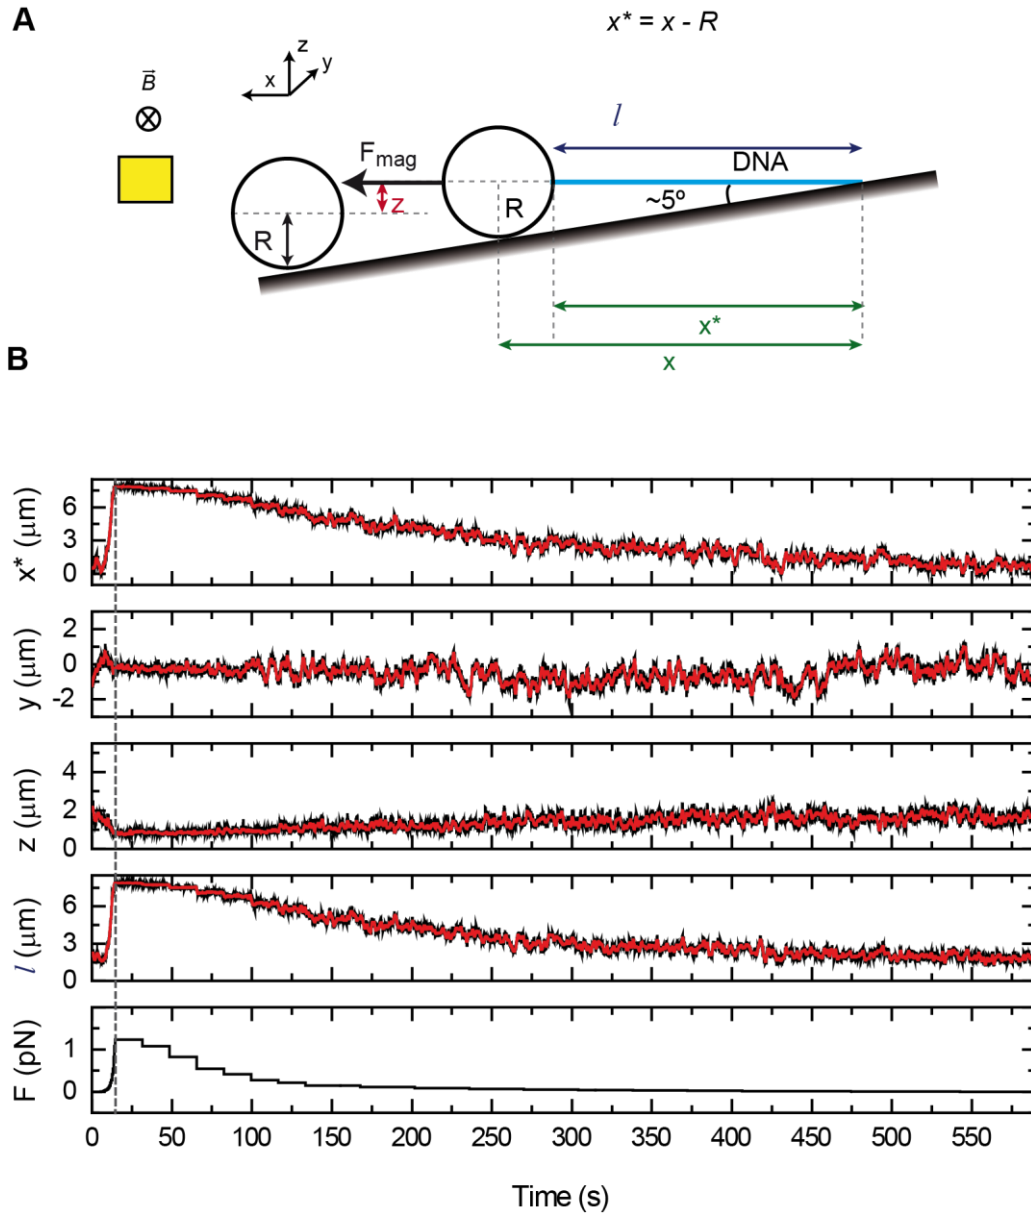 A
x* = x - R
z
y
x
B
l
Fmag
DNA
z
R
~5º
R
x*
x
B
x* (μm)
6
3
0
y (μm)
2
0
-2
z (μm)
4
2
0
l (μm)
6
3
0
F (pN)
1
0
0 50 100 150 200 250 300 350 400 450 500 550
Time (s)